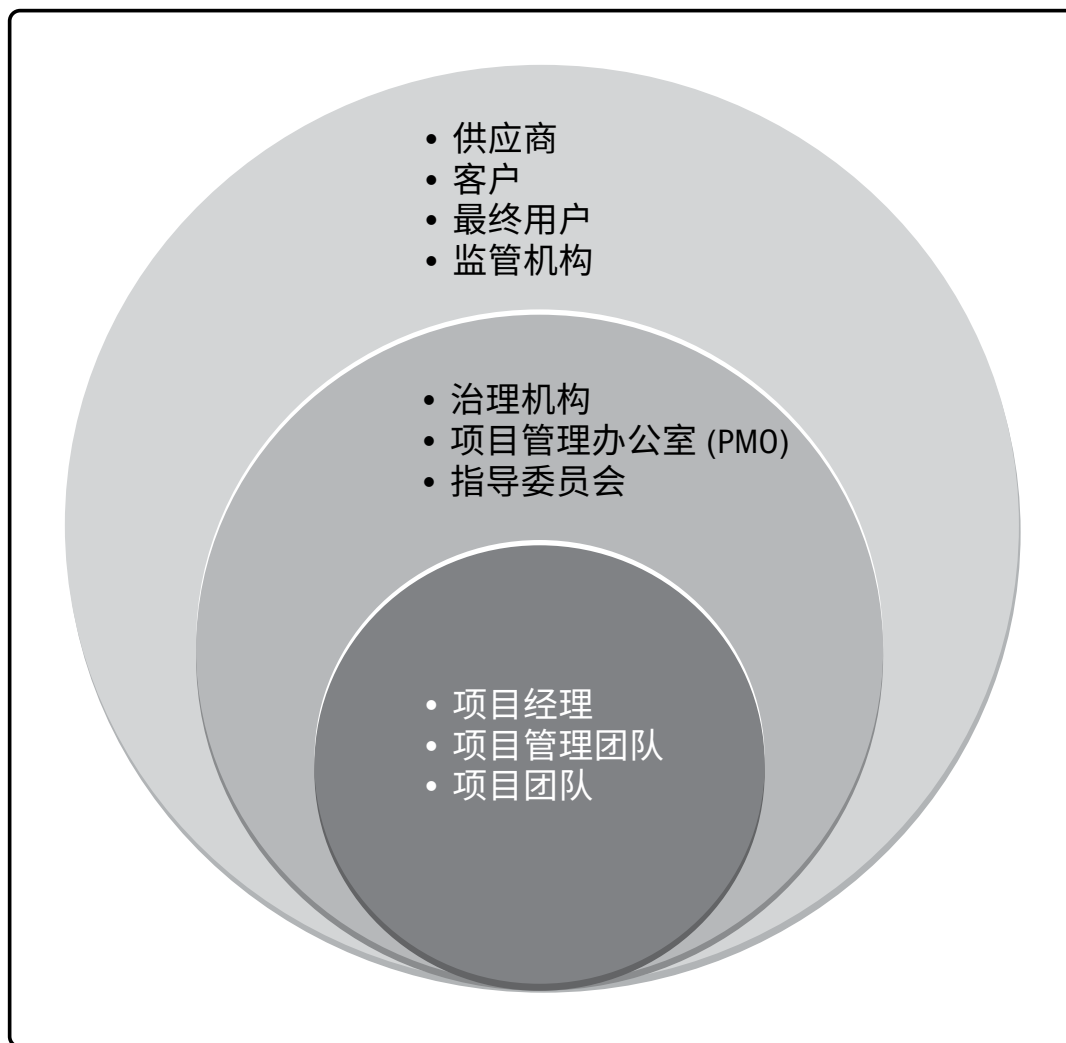 • 供应商
• 客户
• 最终用户
• 监管机构
• 治理机构
• 项目管理办公室 (PMO)
• 指导委员会
• 项目经理
• 项目管理团队
• 项目团队